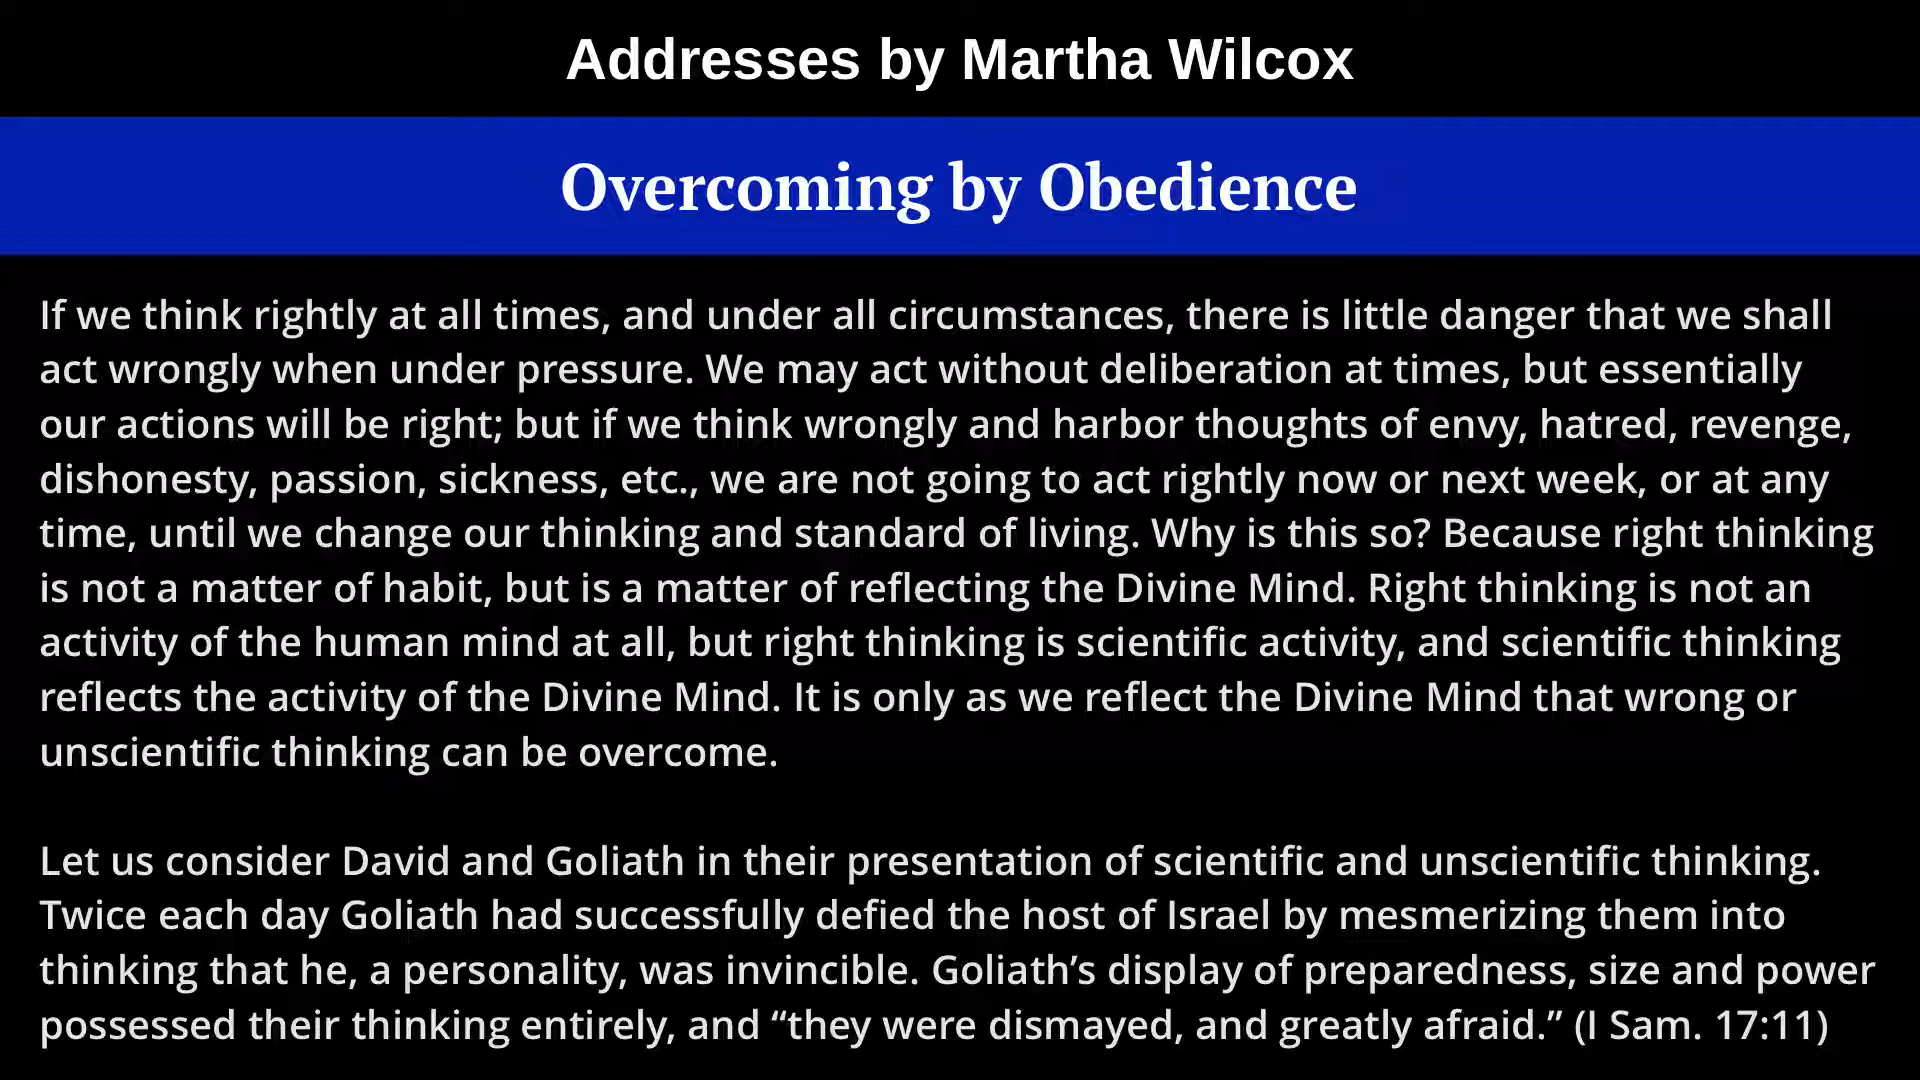 Addresses by Martha Wilcox
Overcoming by Obedience
If we think rightly at all times, and under all circumstances, there is little danger that we shall
act wrongly when under pressure. We may act without deliberation at times, but essentially
our actions will be right; but if we think wrongly and harbor thoughts of envy, hatred, revenge,
dishonesty, passion, sickness, etc., we are not going to act rightly now or next week, or at any
time, until we change our thinking and standard of living. Why is this so? Because right thinking
is not a matter of habit, but is a matter of reflecting the Divine Mind. Right thinking is not an
activity of the human mind at all, but right thinking is scientific activity, and scientific thinking
reflects the activity of the Divine Mind. It is only as we reflect the Divine Mind that wrong or
unscientific thinking can be overcome.
Let us consider David and Goliath in their presentation of scientific and unscientific thinking.
Twice each day Goliath had successfully defied the host of Israel by mesmerizing them into
thinking that he, a personality, was invincible. Goliath’s display of preparedness, size and power
possessed their thinking entirely, and “they were dismayed, and greatly afraid.” (I Sam. 17:11)